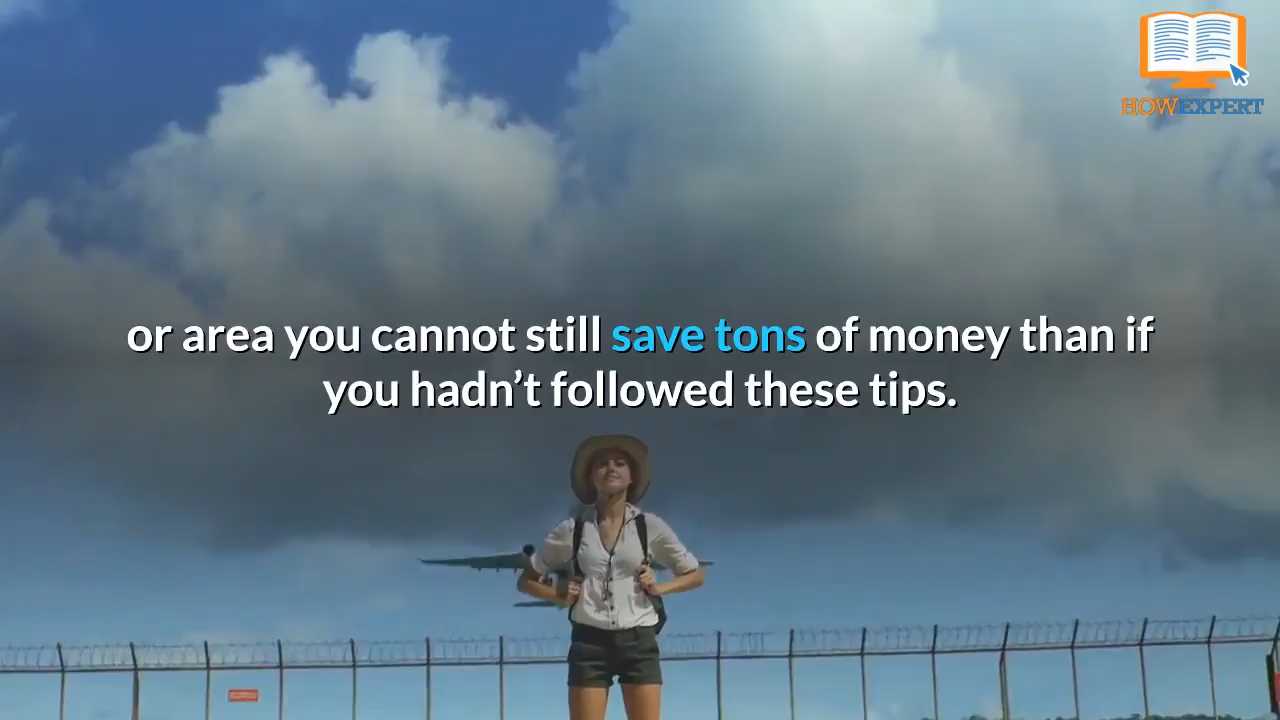 HOWEXPERT
or area you cannot still save tons of money than if
you hadn’t followed these tips.